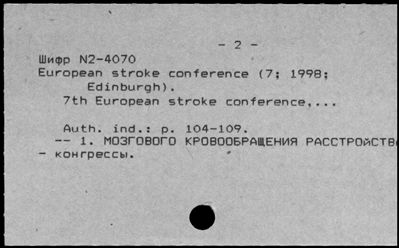 - 2 -
Шифр N2-4070
European stroke conference (7; 1998;
Edinburgh).
7th European stroke conference,...
Auth. ind.: p. 104-109.
-- 1. МОЗГОВОГО КРОВООБРАЩЕНИЯ РАССТРОЙСТВ
- конгрессы.